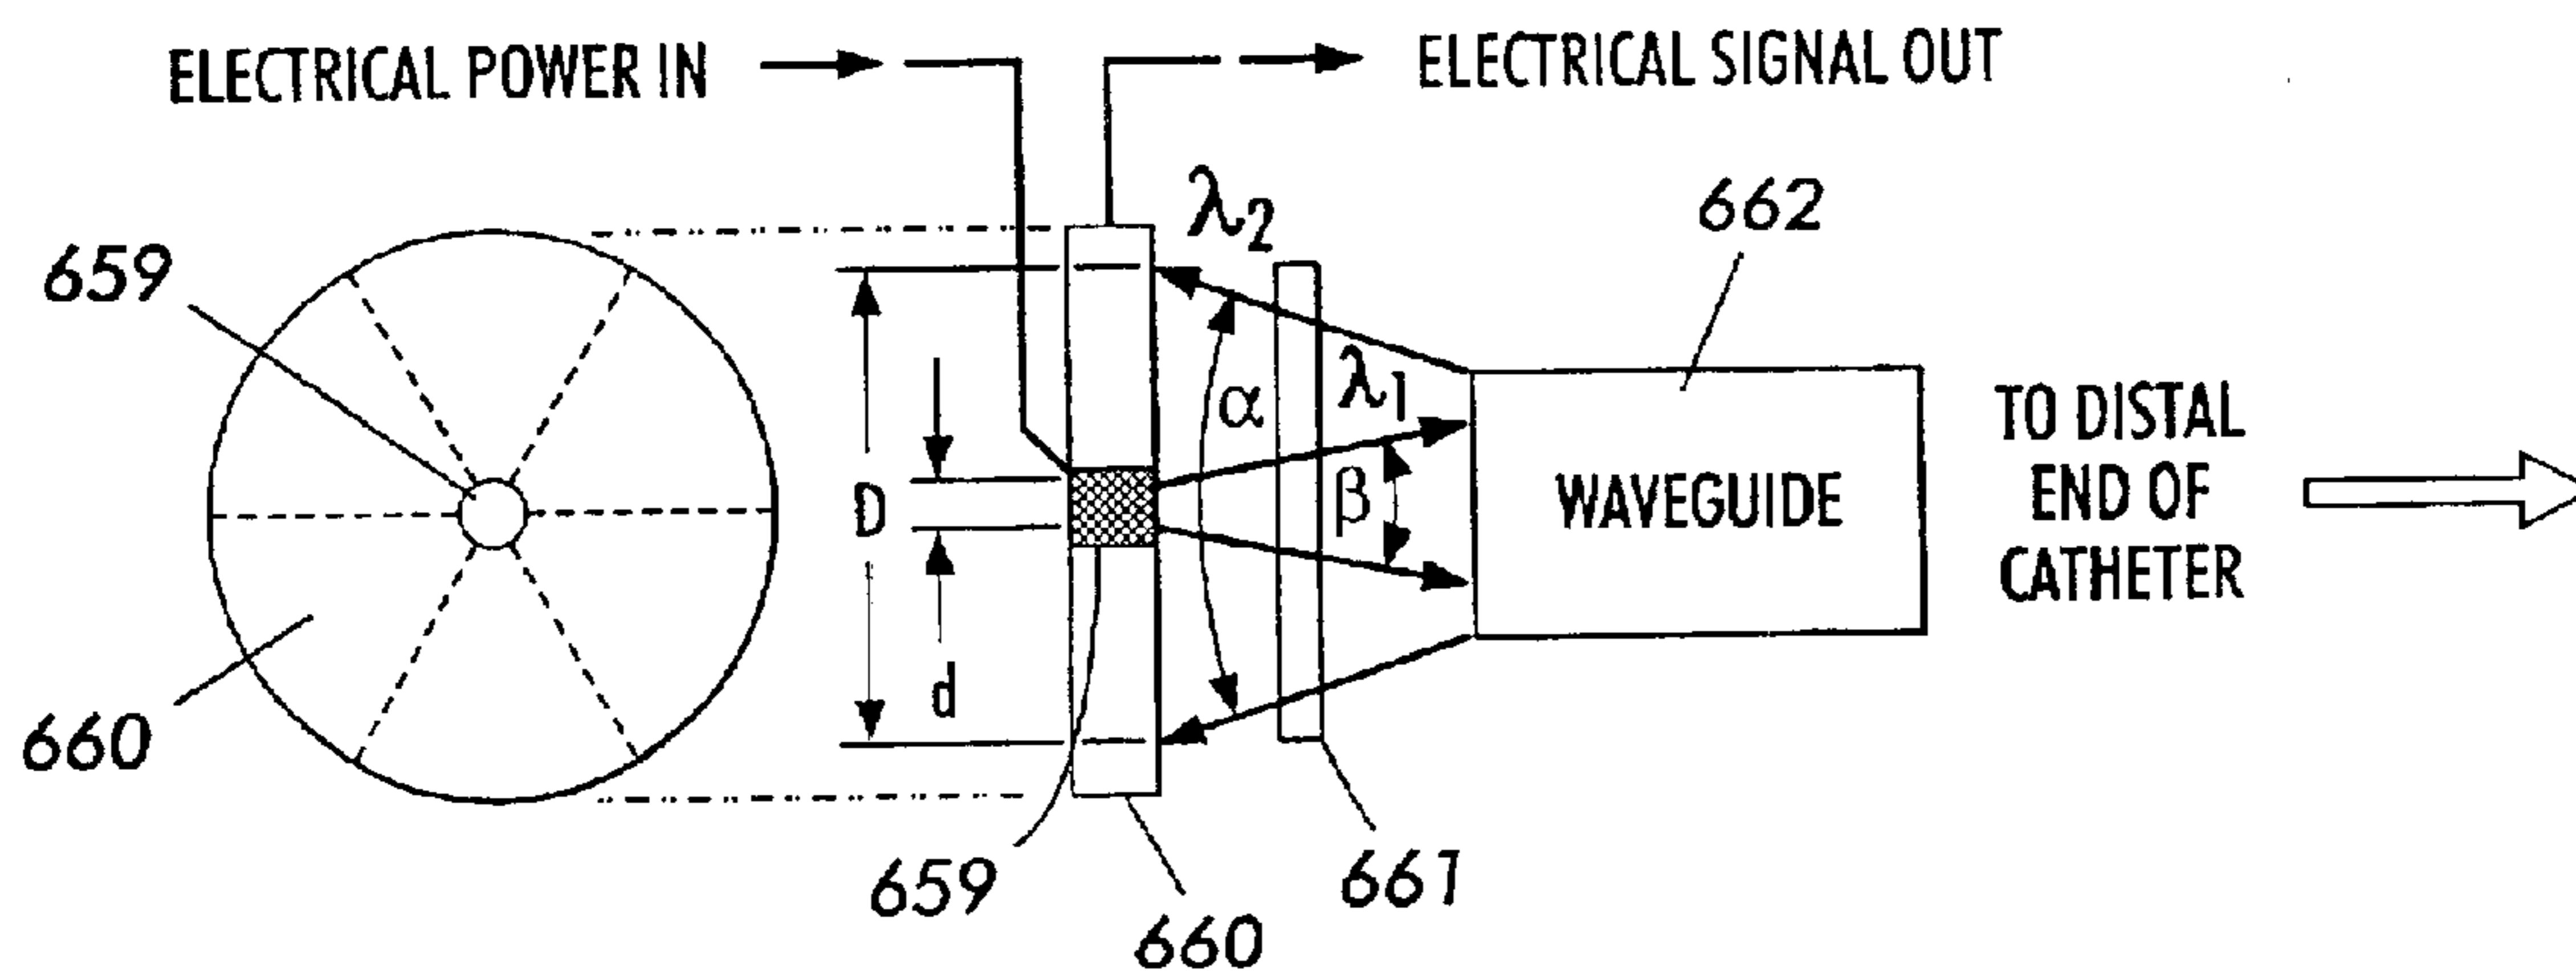 ELECTRICAL POWER IN
ELECTRICAL SIGNAL OUT
λ2
662
659
λ1
α
D
β
WAVEGUIDE
TO DISTAL
END OF
CATHETER
d
660
659
660
661